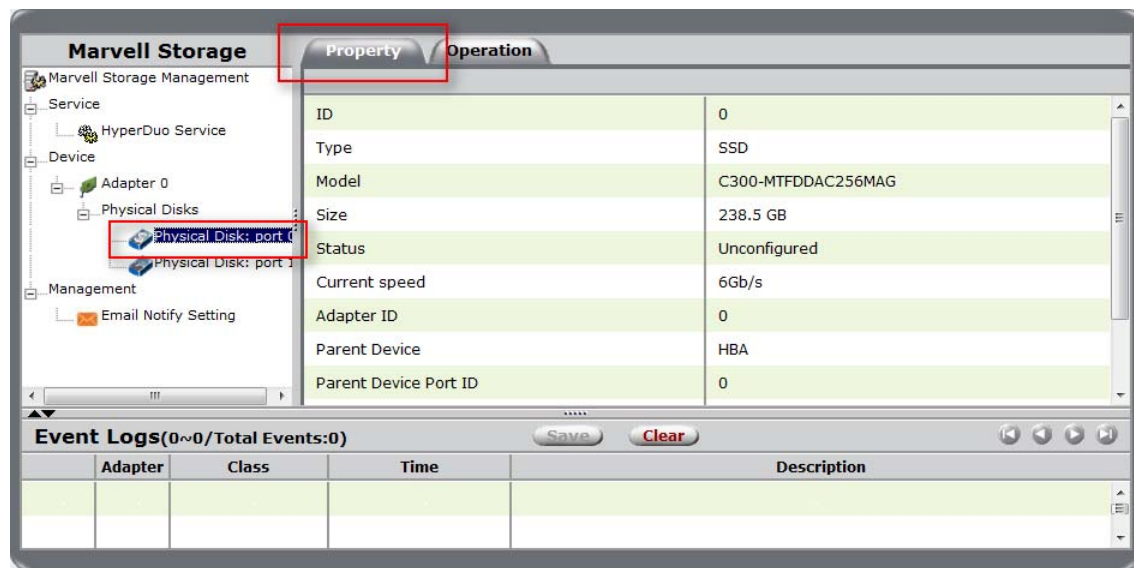 Marvell Storage
Property
Operation
Marvell Storage Management
Service
HyperDuo Service
Device
Adapter 0
Physical Disks
Physical Disk: port 0
Physical Disk: port 1
Management
Email Notify Setting
ID 0
Type SSD
Model C300-MTFDDAC256MAG
Size 238.5 GB
Status Unconfigured
Current speed 6Gb/s
Adapter ID 0
Parent Device HBA
Parent Device Port ID 0
Event Logs(0~0/Total Events:0) Save Clear
Adapter Class Time Description